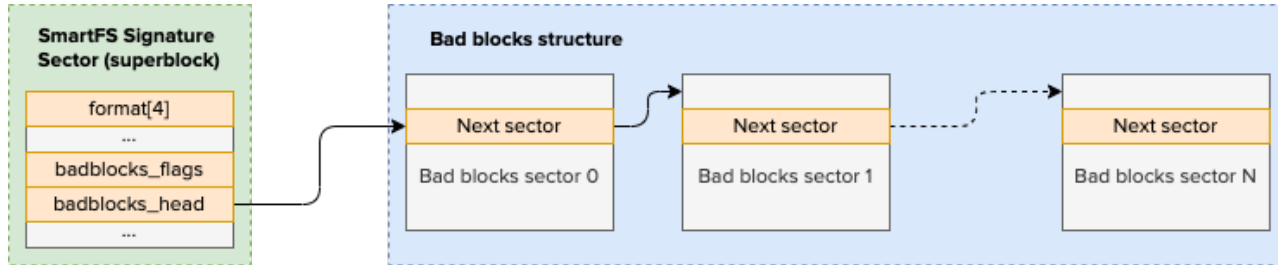 SmartFS Signature
Sector (superblock)
format[4]
...
badblocks_flags
badblocks_head
...
Bad blocks structure
Next sector
Bad blocks sector 0
Next sector
Bad blocks sector 1
Next sector
Bad blocks sector N